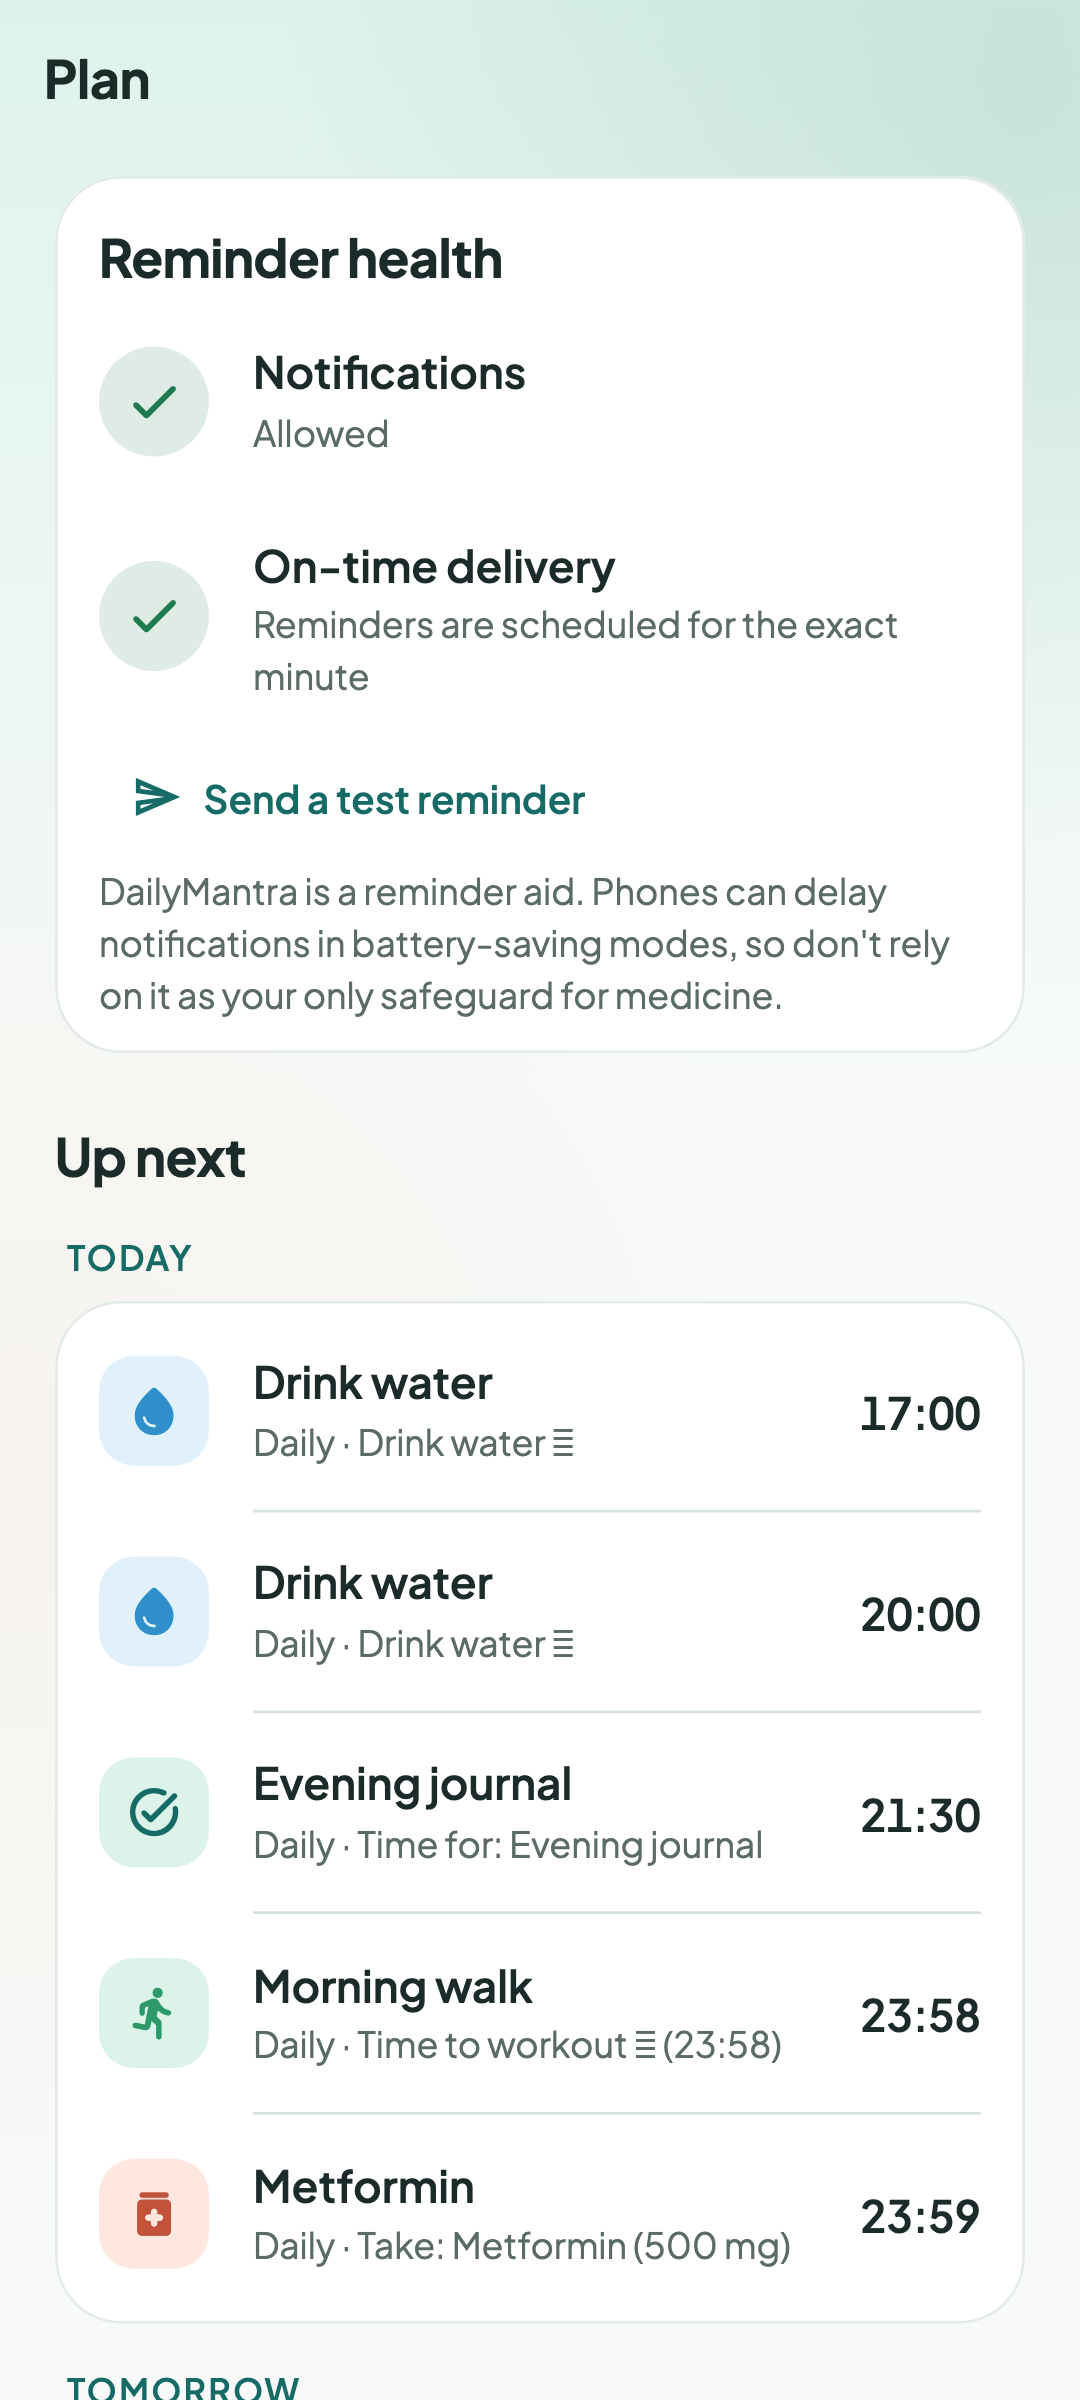 Plan
Reminder health
Notifications
Allowed
On-time delivery
Reminders are scheduled for the exact
minute
Send a test reminder
DailyMantra is a reminder aid. Phones can delay
notifications in battery-saving modes, so don't rely
on it as your only safeguard for medicine.
Up next
TODAY
Drink water
Daily · Drink water
17:00
Drink water
Daily · Drink water
20:00
Evening journal
Daily · Time for: Evening journal
21:30
Morning walk
Daily · Time to workout (23:58)
23:58
Metformin
Daily · Take: Metformin (500 mg)
23:59
TOMORROW